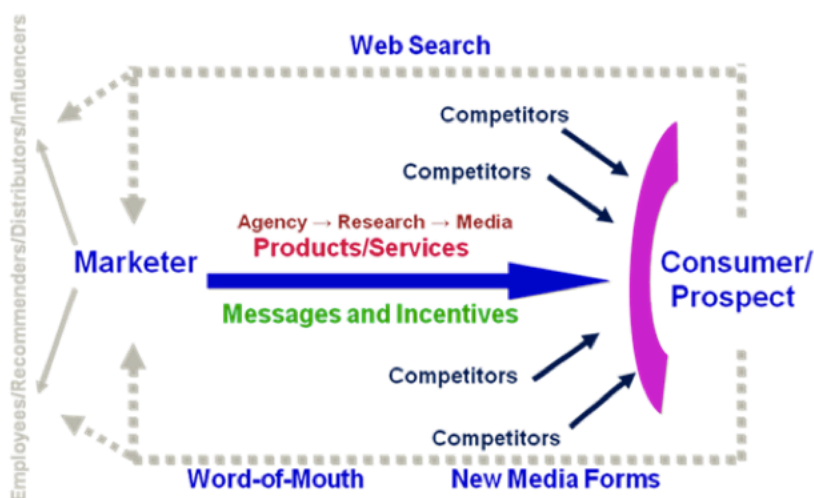 Employees/Recommenders/Distributors/Influencers
Web Search
Competitors
Competitors
Agency → Research → Media
Products/Services
Marketer
Consumer/
Prospect
Messages and Incentives
Competitors
Competitors
Word-of-Mouth
New Media Forms